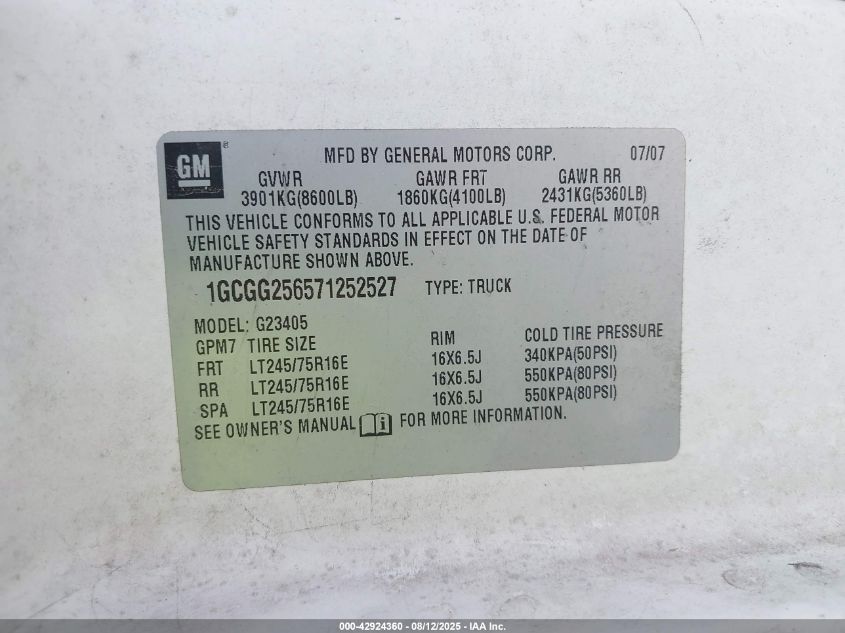 GM ®
MFD BY GENERAL MOTORS CORP. 07/07
GVWR GAWR FRT GAWR RR
3901KG(8600LB) 1860KG(4100LB) 2431KG(5360LB)
THIS VEHICLE CONFORMS TO ALL APPLICABLE U.S. FEDERAL MOTOR
VEHICLE SAFETY STANDARDS IN EFFECT ON THE DATE OF
MANUFACTURE SHOWN ABOVE.
1GCGG256571252527 TYPE: TRUCK
MODEL: G23405
GPM7 TIRE SIZE RIM COLD TIRE PRESSURE
FRT LT245/75R16E 16X6.5J 340KPA(50PSI)
RR LT245/75R16E 16X6.5J 550KPA(80PSI)
SPA LT245/75R16E 16X6.5J 550KPA(80PSI)
SEE OWNER'S MANUAL i FOR MORE INFORMATION.
000-42924360 - 08/12/2025 - IAA Inc.